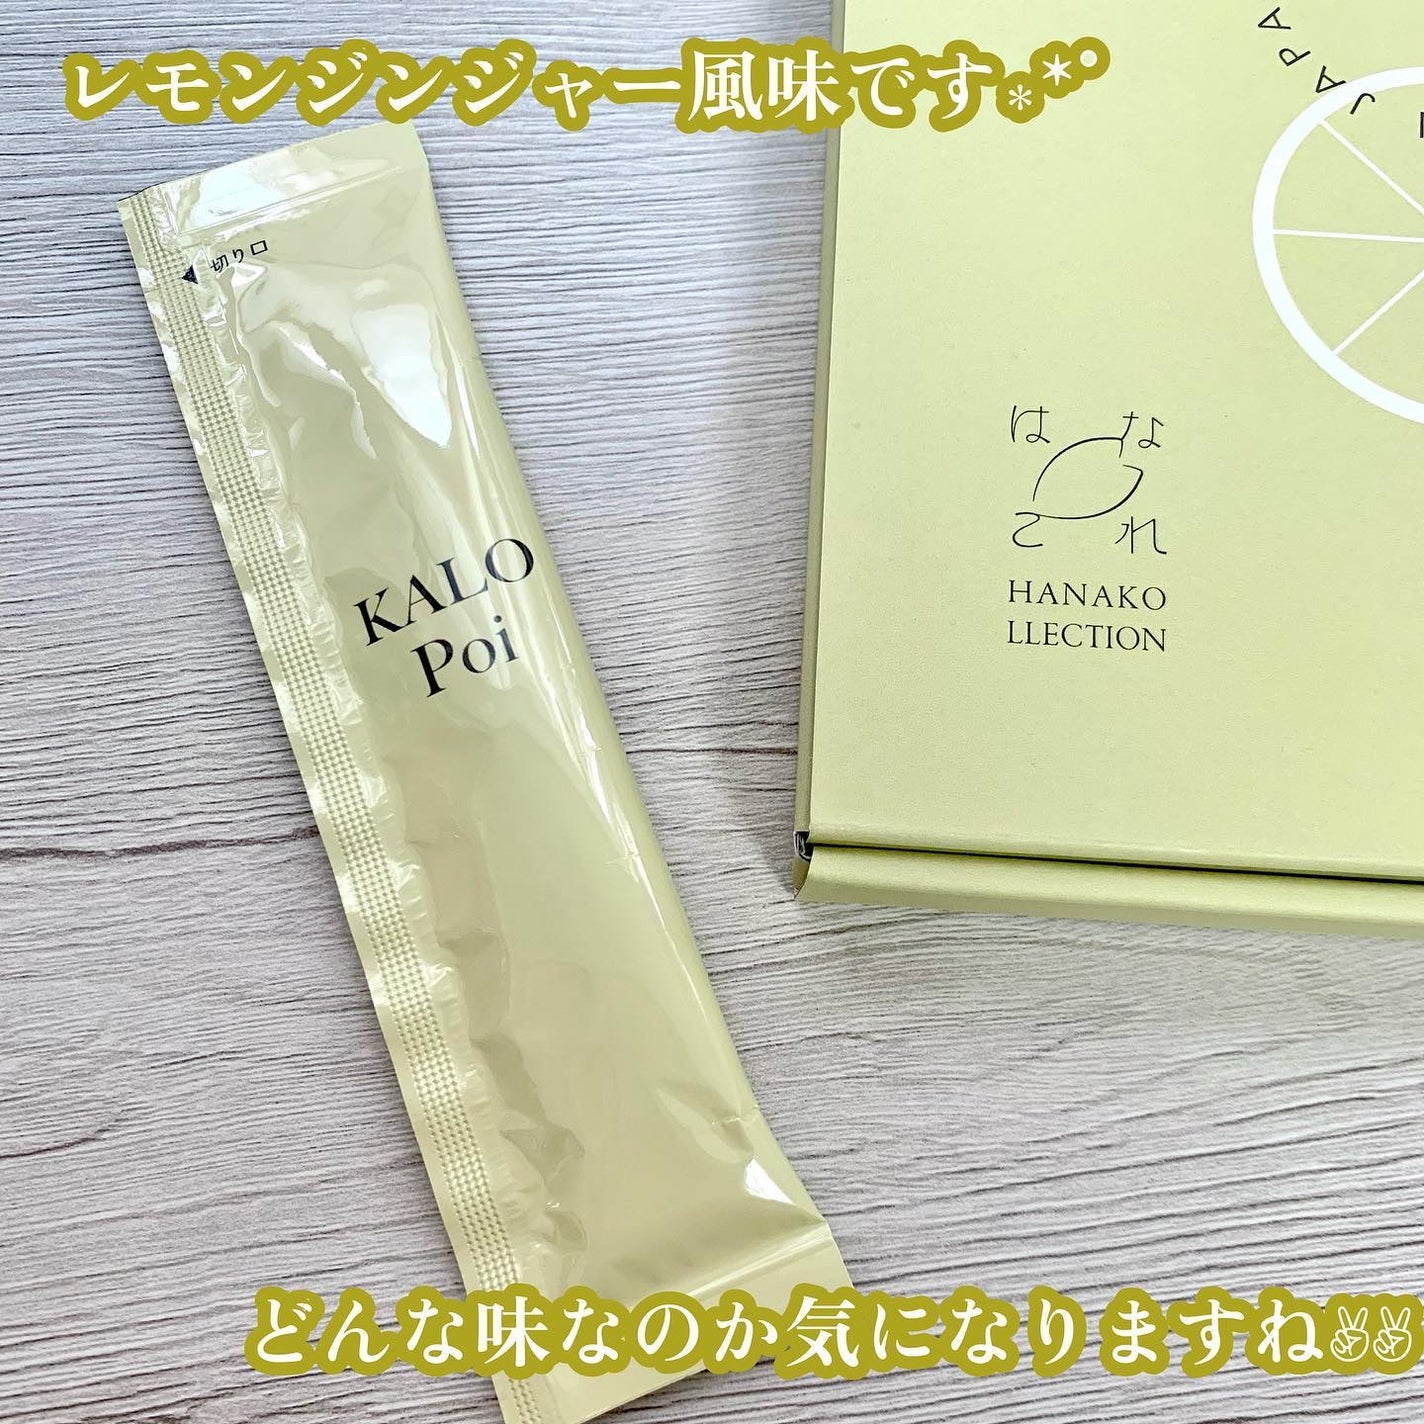 レモンジンジャー風味です⁎*°
JAPA
切り口
KALO
Poi
はな
これ
HANAKO
LLECTION
どんな味なのか気になりますね✌✌